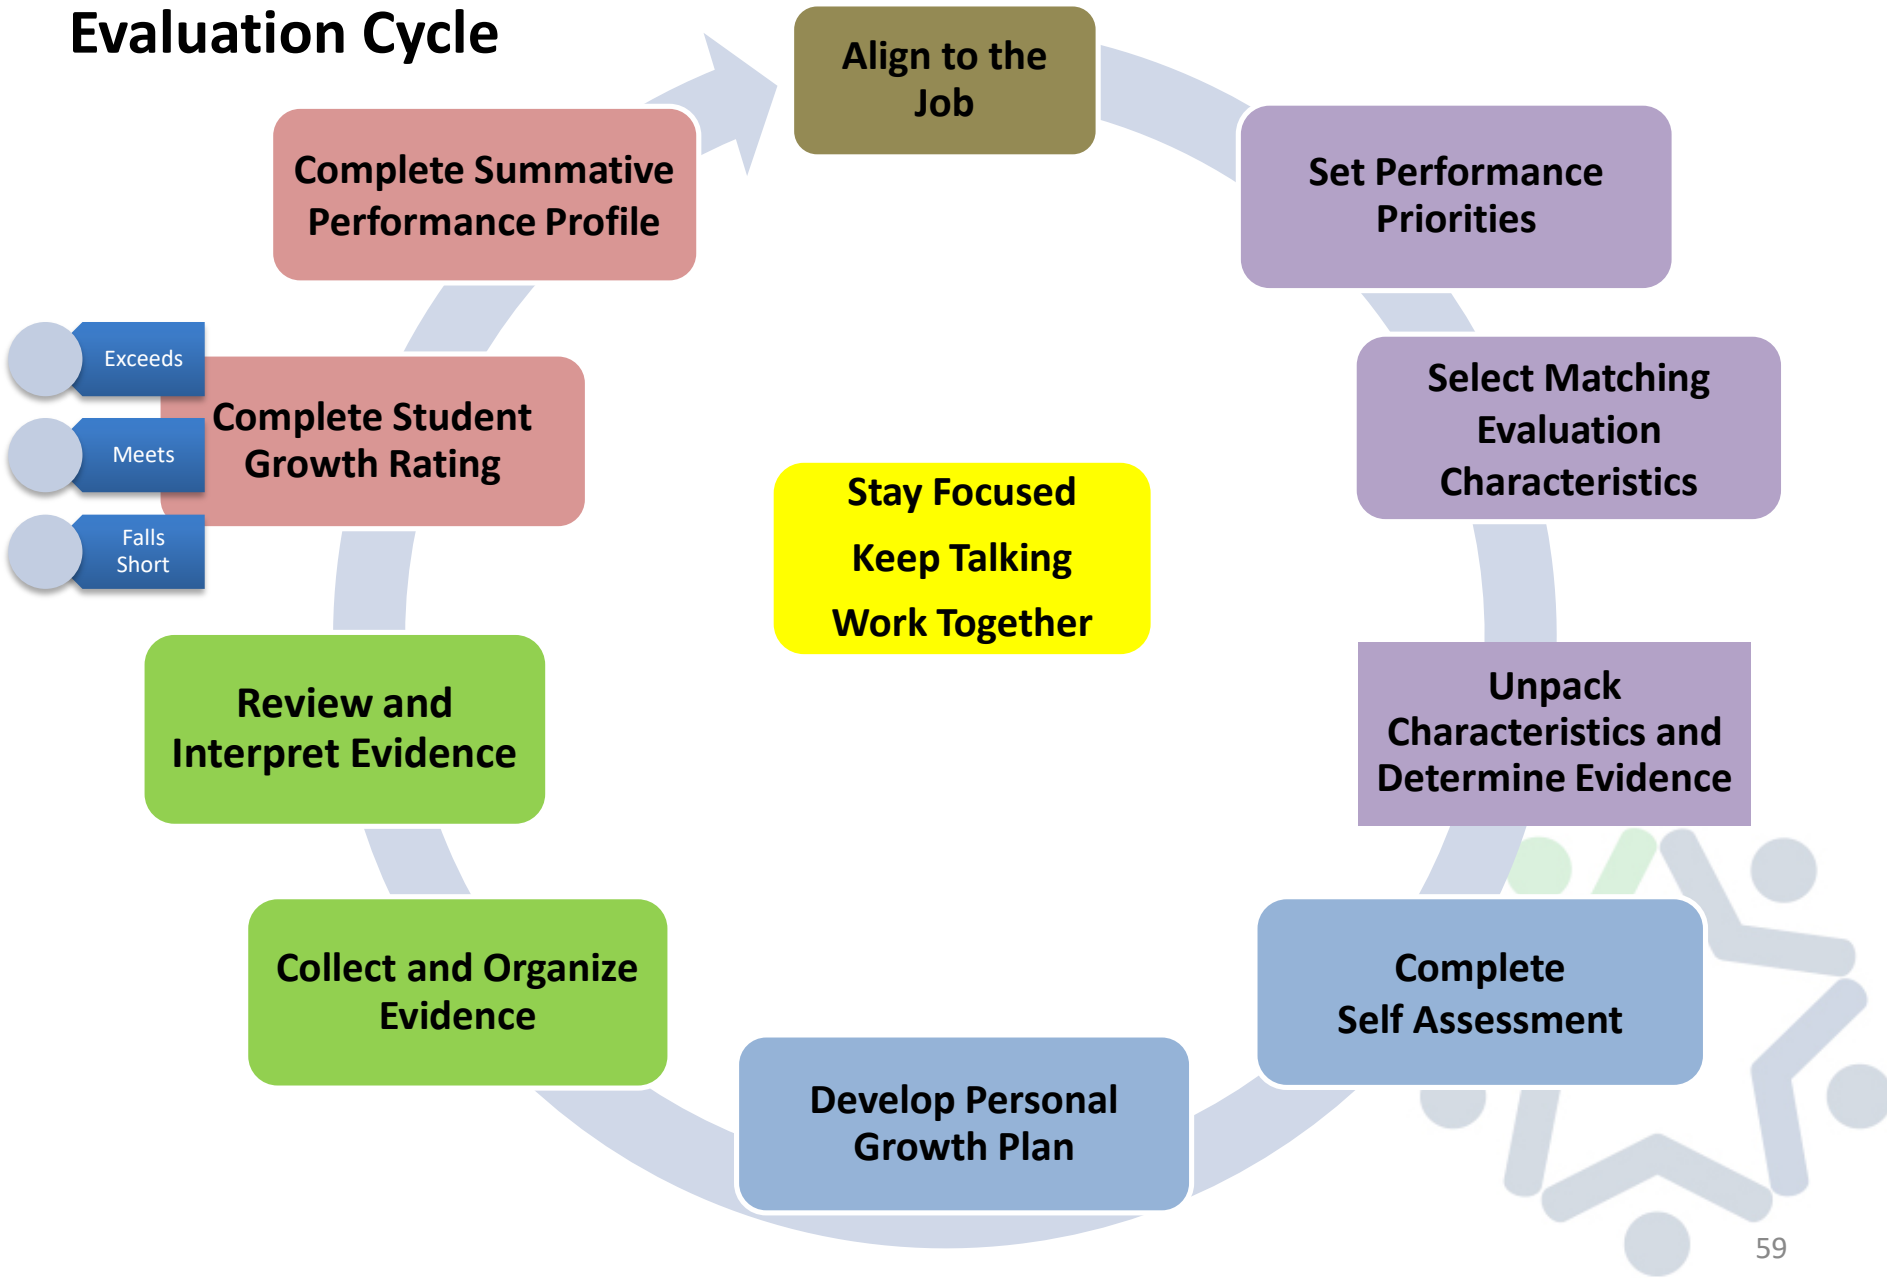 Evaluation Cycle
Align to the
Job
Set Performance
Priorities
Select Matching
Evaluation
Characteristics
Unpack
Characteristics and
Determine Evidence
Complete
Self Assessment
Develop Personal
Growth Plan
Collect and Organize
Evidence
Review and
Interpret Evidence
Complete Student
Growth Rating
Exceeds
Meets
Falls
Short
Complete Summative
Performance Profile
Stay Focused
Keep Talking
Work Together
59